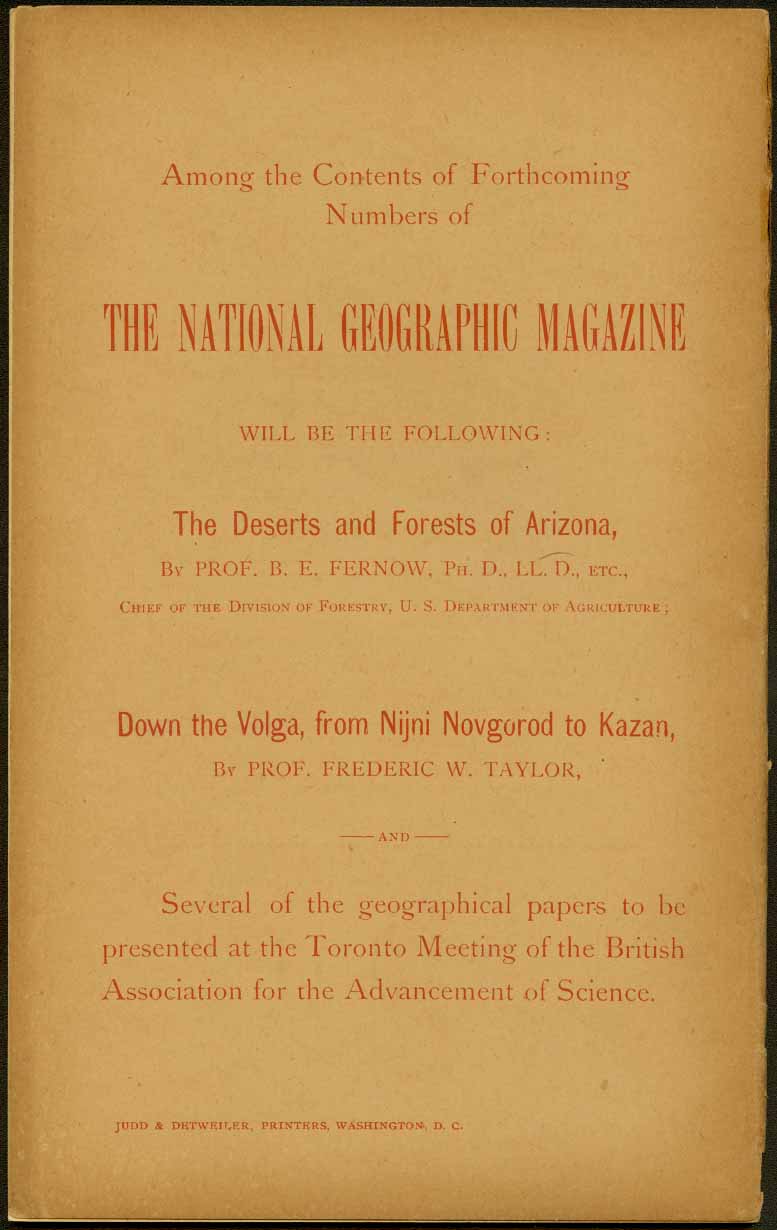 Among the Contents of Forthcoming
Numbers of
THE NATIONAL GEOGRAPHIC MAGAZINE
WILL BE THE FOLLOWING:
The Deserts and Forests of Arizona,
By PROF. B. E. FERNOW, Ph. D., LL. D., etc.,
Chief of the Division of Forestry, U. S. Department of Agriculture;
Down the Volga, from Nijni Novgorod to Kazan,
By PROF. FREDERIC W. TAYLOR,
—— AND ——
Several of the geographical papers to be
presented at the Toronto Meeting of the British
Association for the Advancement of Science.
JUDD & DETWEILER, PRINTERS, WASHINGTON, D. C.